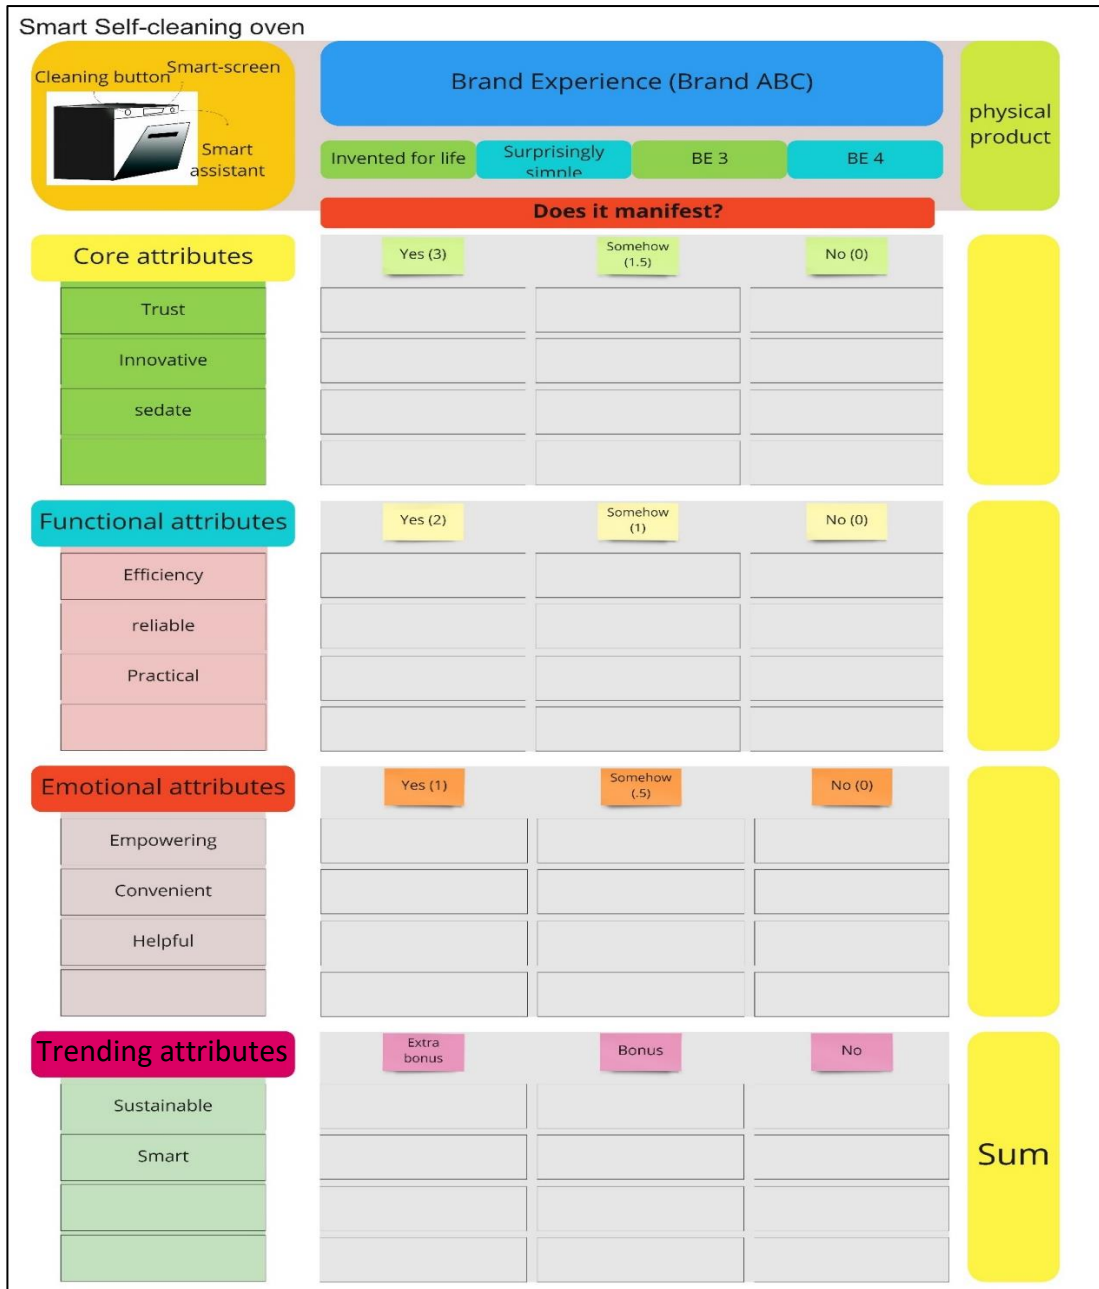 Smart Self-cleaning oven
Cleaning button
Smart-screen
Smart
assistant
Brand Experience (Brand ABC)
physical
product
Invented for life
Surprisingly
simple
BE 3
BE 4
Does it manifest?
Core attributes
Yes (3)
Somehow
(1.5)
No (0)
Trust
Innovative
sedate
Functional attributes
Yes (2)
Somehow
(1)
No (0)
Efficiency
reliable
Practical
Emotional attributes
Yes (1)
Somehow
(.5)
No (0)
Empowering
Convenient
Helpful
Trending attributes
Extra
bonus
Bonus
No
Sustainable
Smart
Sum